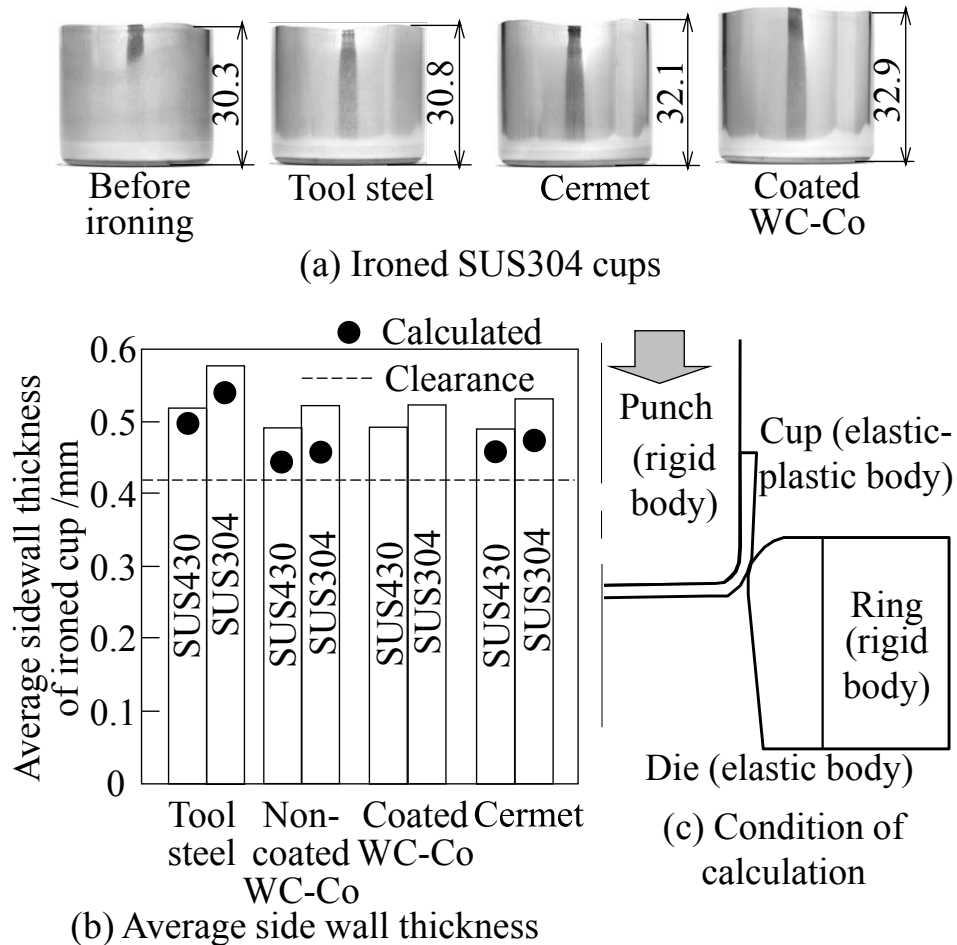 30.3
30.8
32.1
32.9
Before
ironing
Tool steel
Cermet
Coated
WC-Co
(a) Ironed SUS304 cups
Calculated
Clearance
Average sidewall thickness
of ironed cup /mm
0.6
0.5
0.4
0.3
0.2
0.1
0
SUS430
SUS304
SUS430
SUS304
SUS430
SUS304
SUS430
SUS304
Tool
steel
Non-
coated
WC-Co
Coated
WC-Co
Cermet
(b) Average side wall thickness
Punch
(rigid
body)
Cup (elastic-
plastic body)
Ring
(rigid
body)
Die (elastic body)
(c) Condition of
calculation